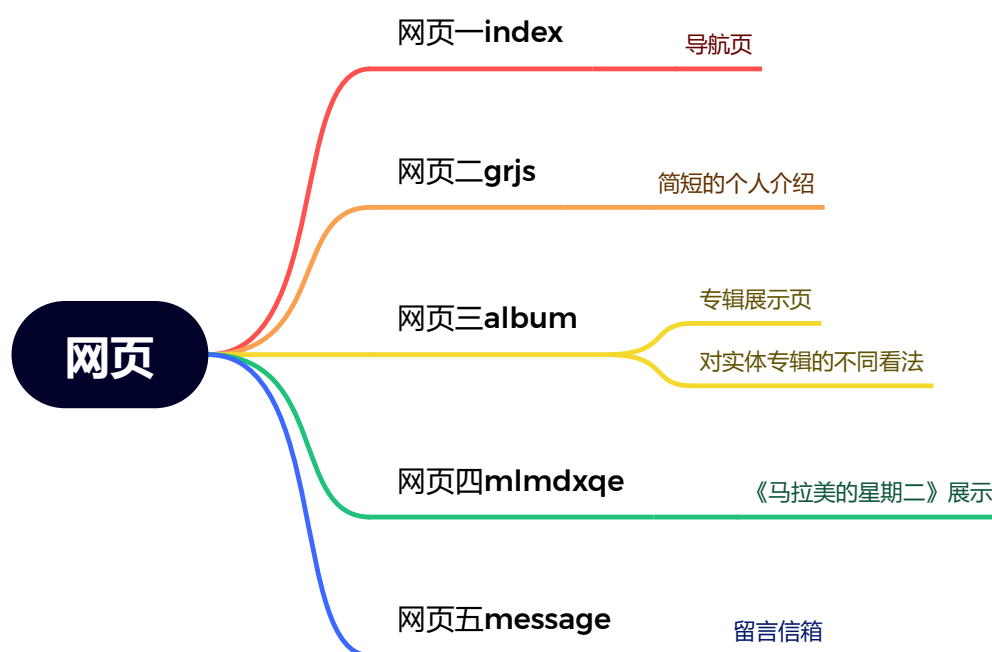 网页
网页一index
导航页
网页二grjs
简短的个人介绍
网页三album
专辑展示页
对实体专辑的不同看法
网页四mlmdxqe
《马拉美的星期二》展示
网页五message
留言信箱